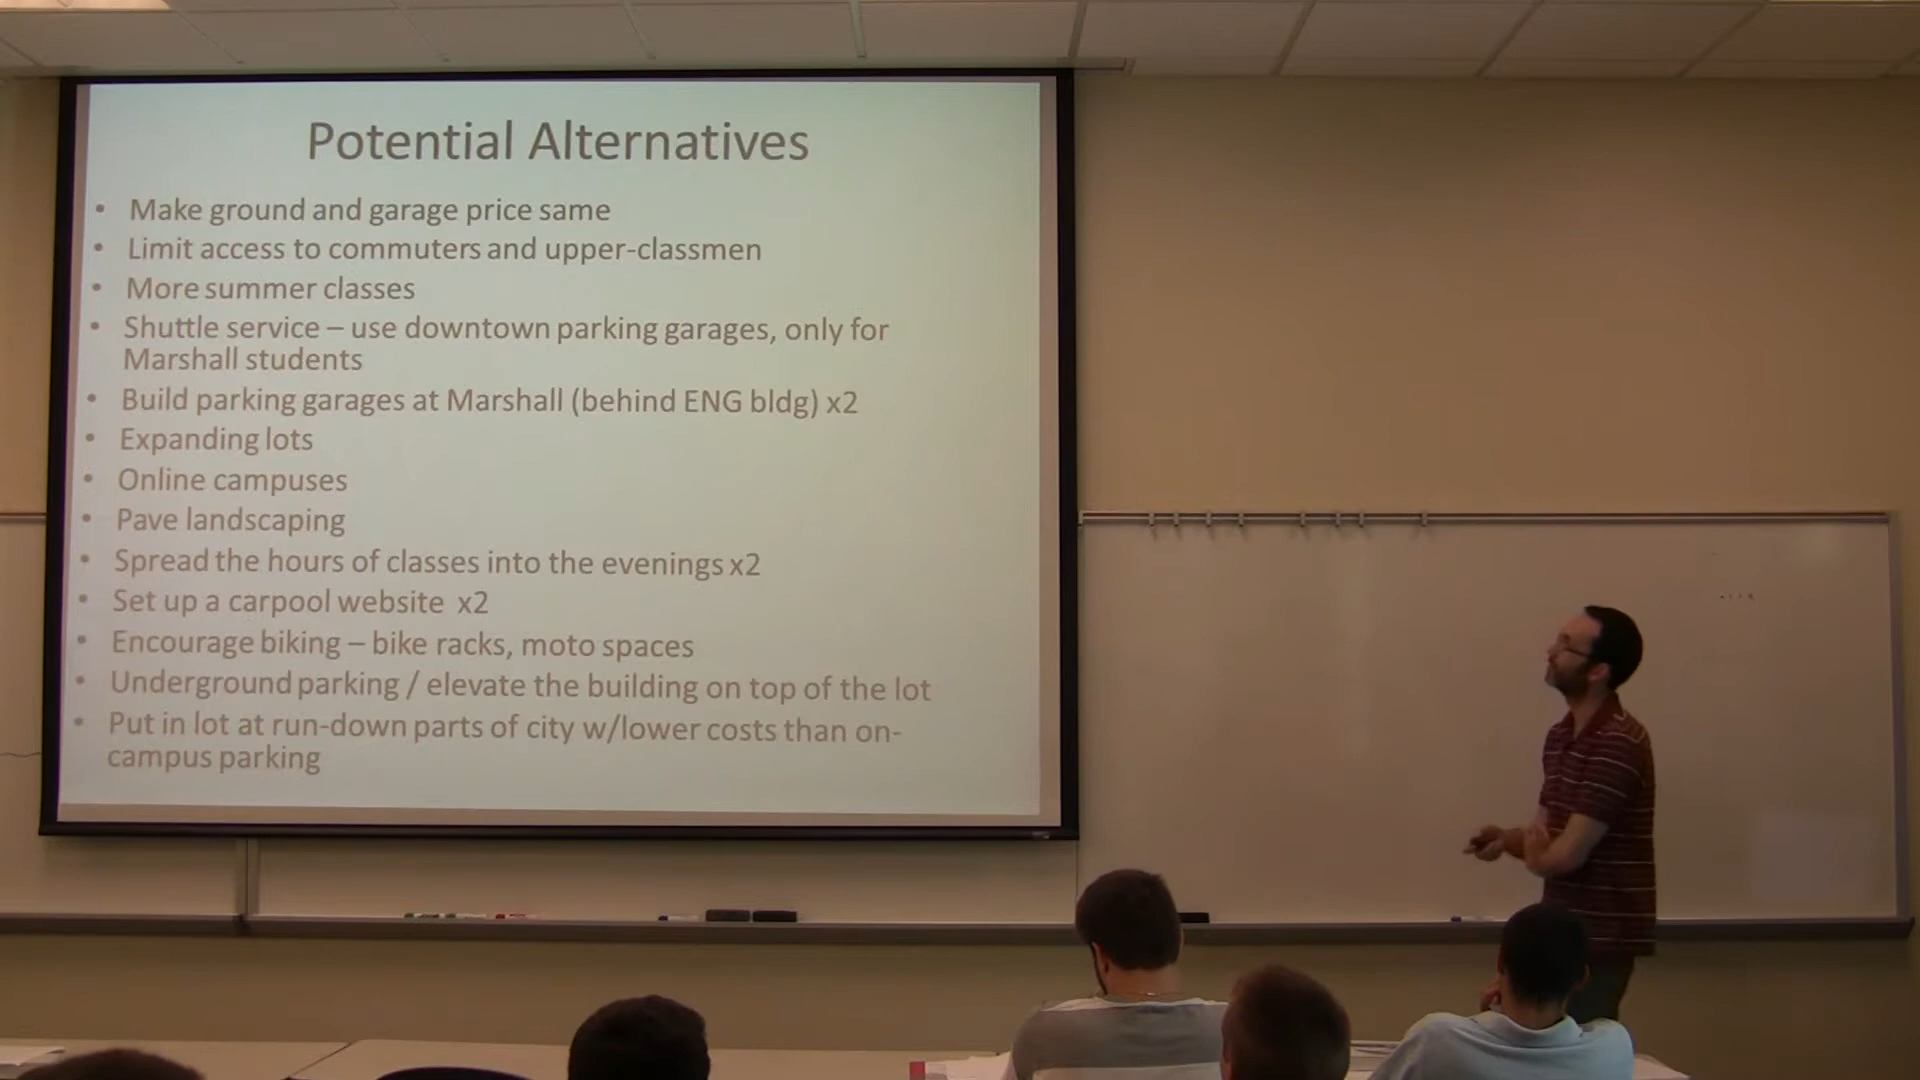 Potential Alternatives
• Make ground and garage price same
• Limit access to commuters and upper-classmen
• More summer classes
• Shuttle service – use downtown parking garages, only for
Marshall students
• Build parking garages at Marshall (behind ENG bldg) x2
• Expanding lots
• Online campuses
• Pave landscaping
• Spread the hours of classes into the evenings x2
• Set up a carpool website x2
• Encourage biking – bike racks, moto spaces
• Underground parking / elevate the building on top of the lot
• Put in lot at run-down parts of city w/lower costs than on-
campus parking